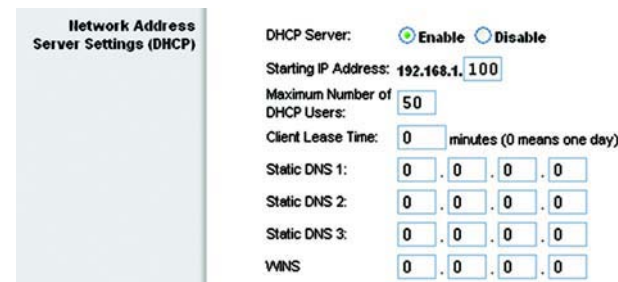 Network Address
Server Settings (DHCP)
DHCP Server: Enable Disable
Starting IP Address: 192.168.1. 100
Maximum Number of
DHCP Users: 50
Client Lease Time: 0 minutes (0 means one day)
Static DNS 1: 0 . 0 . 0 . 0
Static DNS 2: 0 . 0 . 0 . 0
Static DNS 3: 0 . 0 . 0 . 0
WINS 0 . 0 . 0 . 0